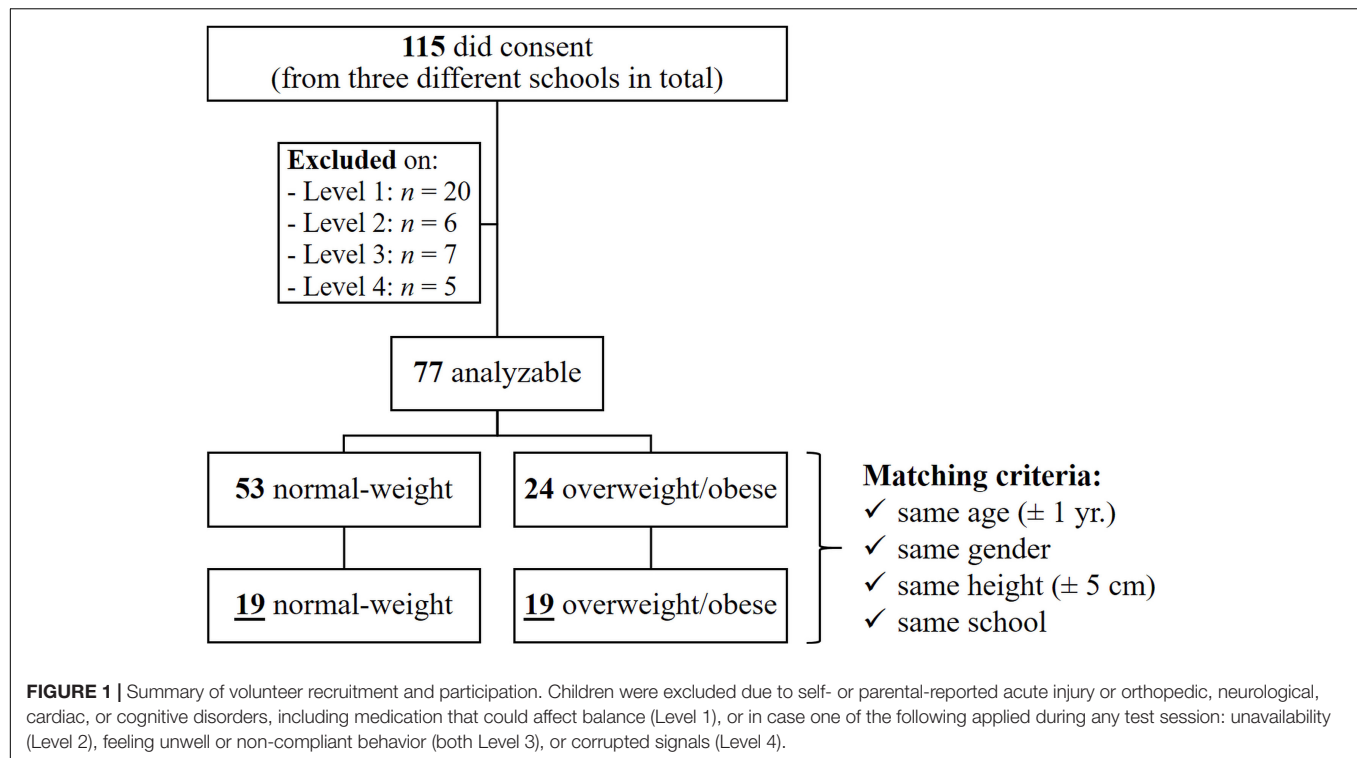 115 did consent
(from three different schools in total)
Excluded on:
- Level 1: n = 20
- Level 2: n = 6
- Level 3: n = 7
- Level 4: n = 5
77 analyzable
53 normal-weight
24 overweight/obese
19 normal-weight
19 overweight/obese
Matching criteria:
✓ same age (± 1 yr.)
✓ same gender
✓ same height (± 5 cm)
✓ same school
FIGURE 1 | Summary of volunteer recruitment and participation. Children were excluded due to self- or parental-reported acute injury or orthopedic, neurological,
cardiac, or cognitive disorders, including medication that could affect balance (Level 1), or in case one of the following applied during any test session: unavailability
(Level 2), feeling unwell or non-compliant behavior (both Level 3), or corrupted signals (Level 4).